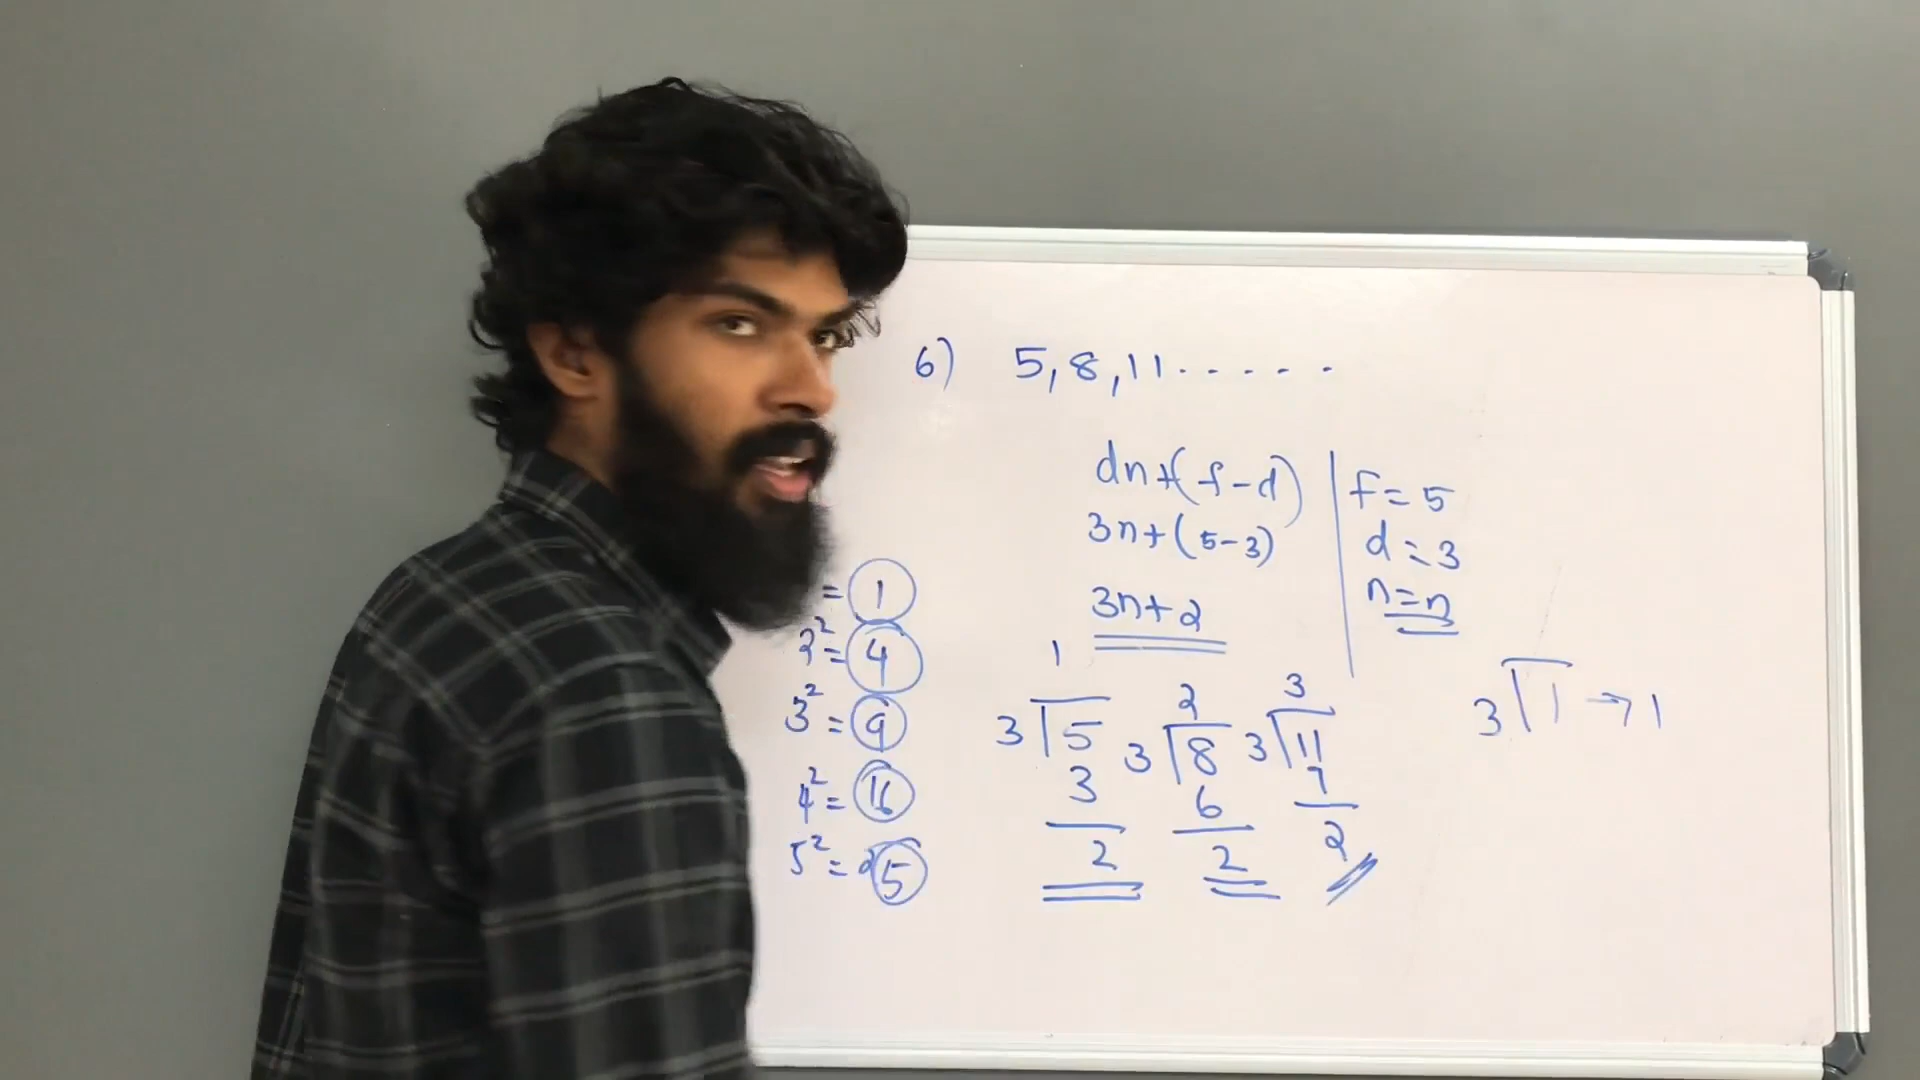 6) 5, 8, 11 . . . . .
dn+(f-d)
3n+(5-3)
3n+2
f=5
d=3
n=n
= 1
2²= 4
3²= 9
4²= 16
5²= 25
1
3 5
3
2
2
3 8
6
2
3
3 11
2
3 1 → 1